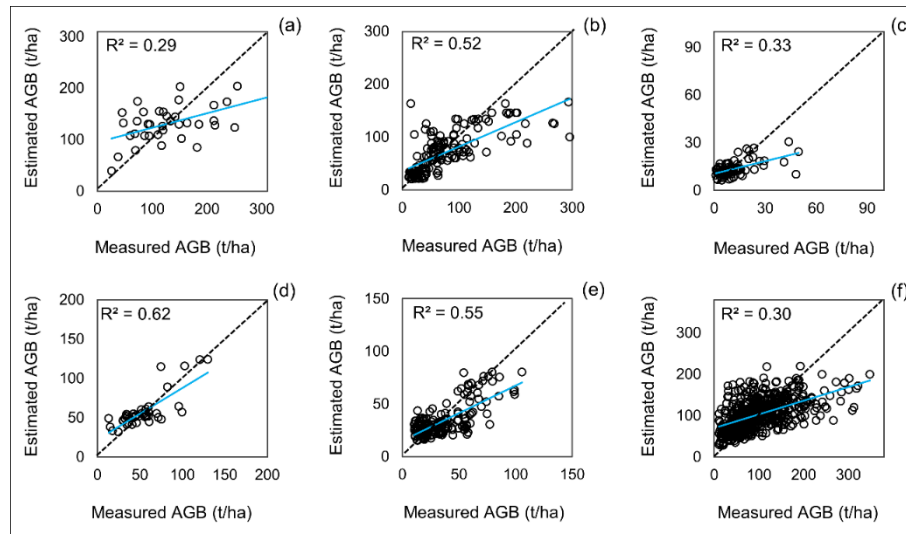 (a)
R² = 0.29
Estimated AGB (t/ha)
300
200
100
0
0 100 200 300
Measured AGB (t/ha)
(b)
R² = 0.52
Estimated AGB (t/ha)
300
200
100
0
0 100 200 300
Measured AGB (t/ha)
(c)
R² = 0.33
Estimated AGB (t/ha)
90
60
30
0
0 30 60 90
Measured AGB (t/ha)
(d)
R² = 0.62
Estimated AGB (t/ha)
200
150
100
50
0
0 50 100 150 200
Measured AGB (t/ha)
(e)
R² = 0.55
Estimated AGB (t/ha)
150
100
50
0
0 50 100 150
Measured AGB (t/ha)
(f)
R² = 0.30
Estimated AGB (t/ha)
300
200
100
0
0 100 200 300
Measured AGB (t/ha)